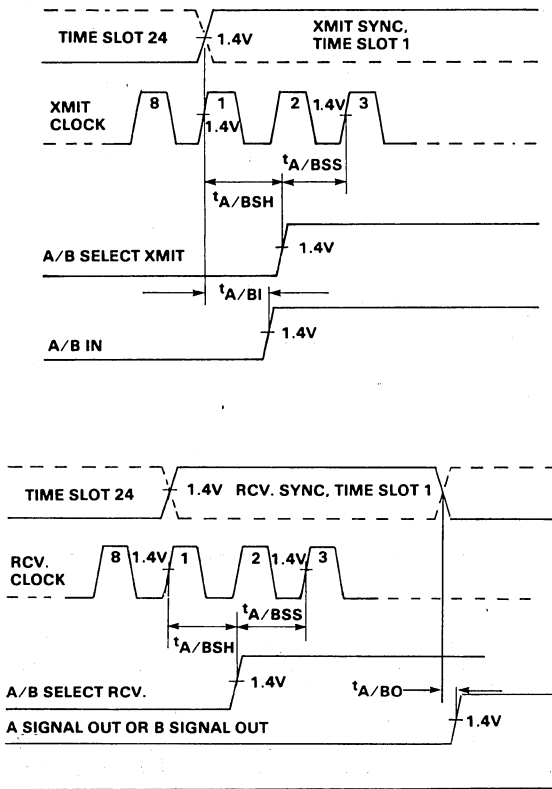 TIME SLOT 24
1.4V
XMIT SYNC,
TIME SLOT 1
XMIT
CLOCK
8
1
2
1.4V
3
1.4V
tA/BSS
tA/BSH
A/B SELECT XMIT
1.4V
tA/BI
A/B IN
1.4V
TIME SLOT 24
1.4V
RCV. SYNC, TIME SLOT 1
RCV.
CLOCK
8
1.4V
1
2
1.4V
3
tA/BSS
tA/BSH
A/B SELECT RCV.
1.4V
tA/BO
A SIGNAL OUT OR B SIGNAL OUT
1.4V